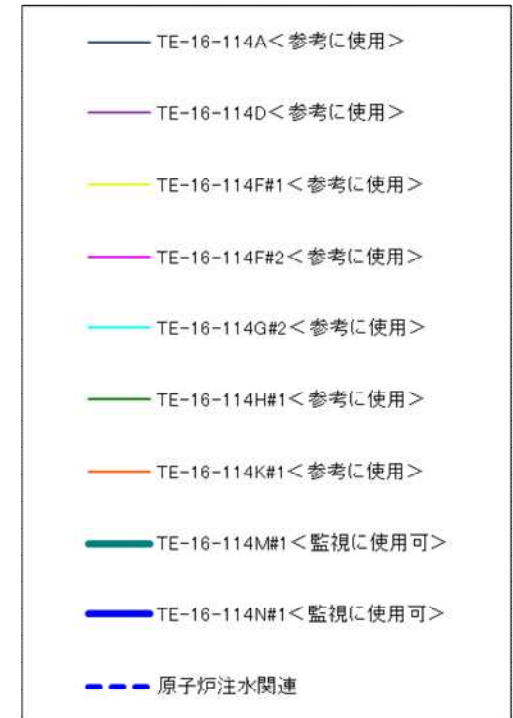 TE-16-114A＜参考に使用＞
TE-16-114D＜参考に使用＞
TE-16-114F#1＜参考に使用＞
TE-16-114F#2＜参考に使用＞
TE-16-114G#2＜参考に使用＞
TE-16-114H#1＜参考に使用＞
TE-16-114K#1＜参考に使用＞
TE-16-114M#1＜監視に使用可＞
TE-16-114N#1＜監視に使用可＞
原子炉注水関連